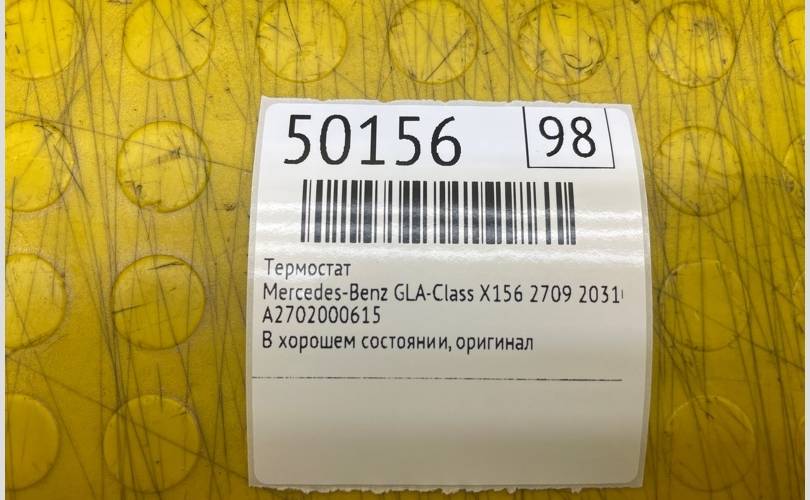 50156 98
Термостат
Mercedes-Benz GLA-Class X156 2709 2031
A2702000615
В хорошем состоянии, оригинал